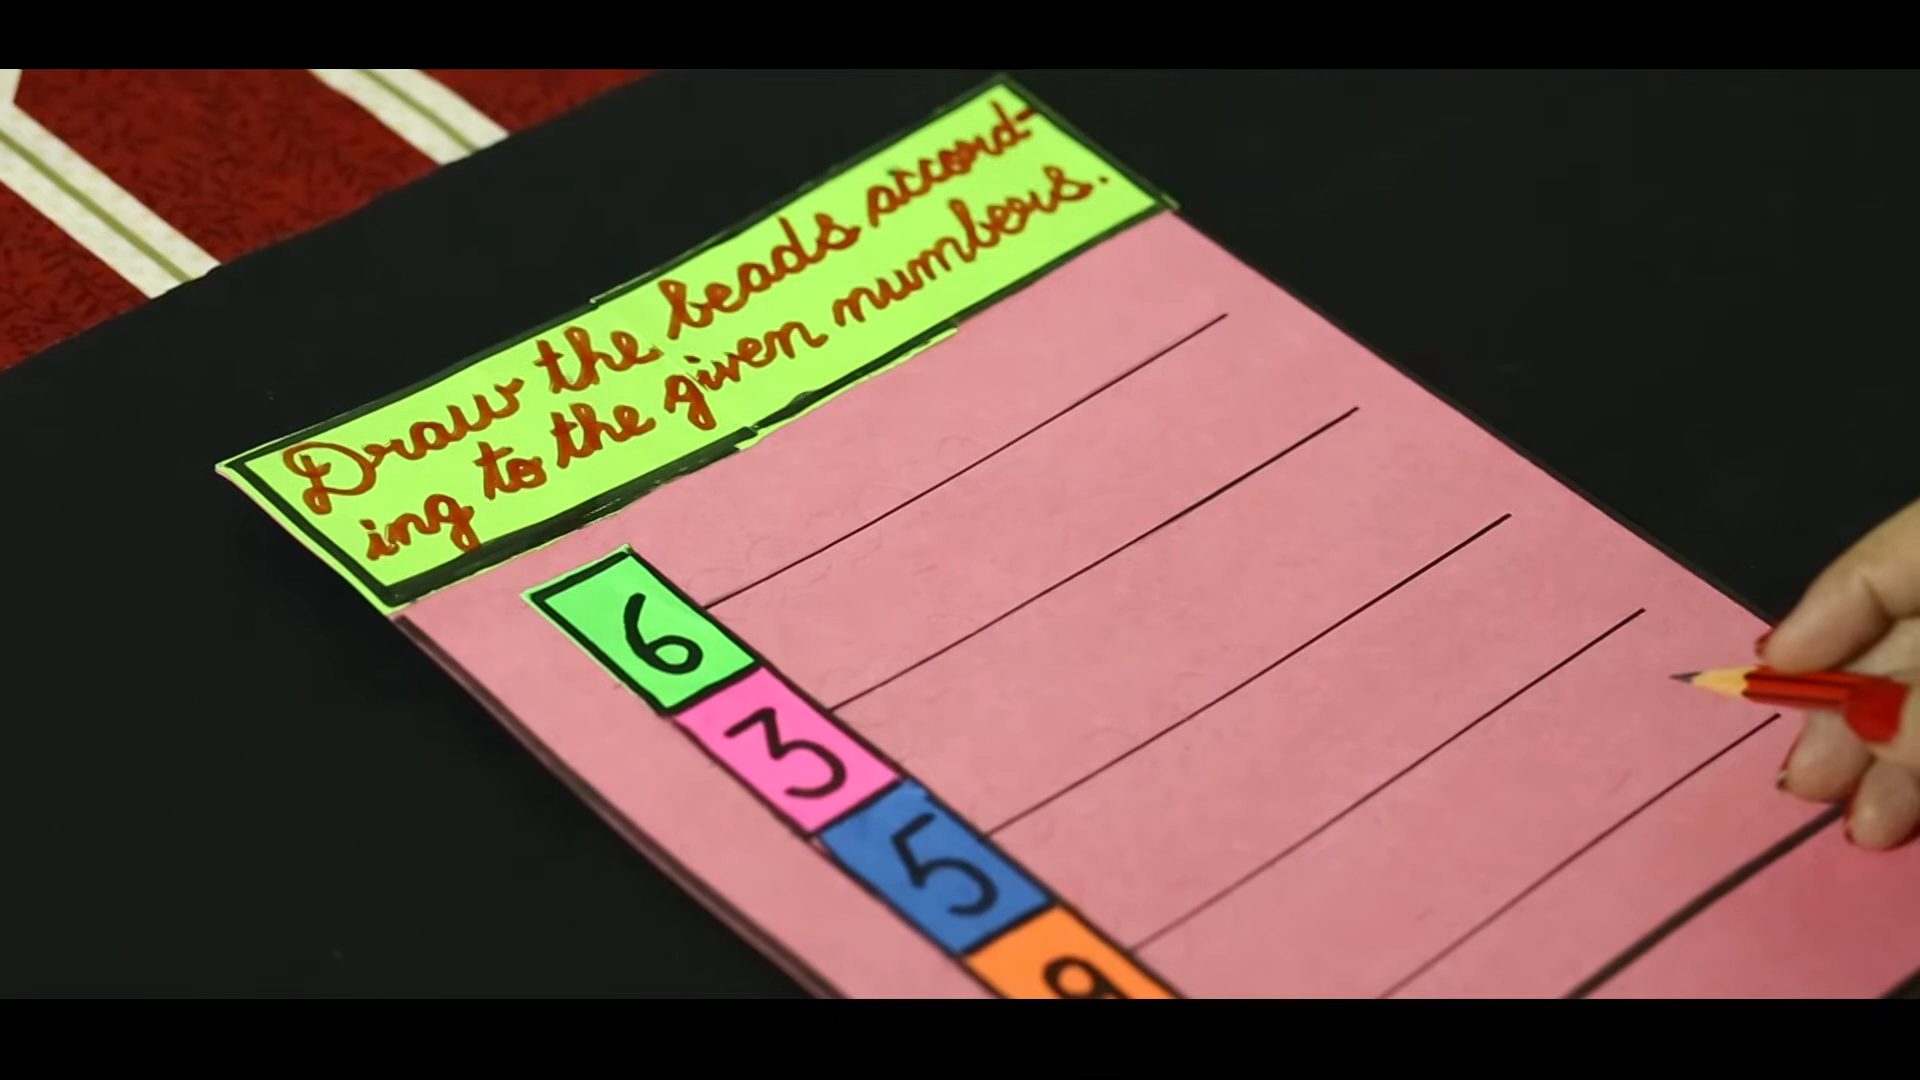 Draw the beads accord-
ing to the given numbers.
6
3
5